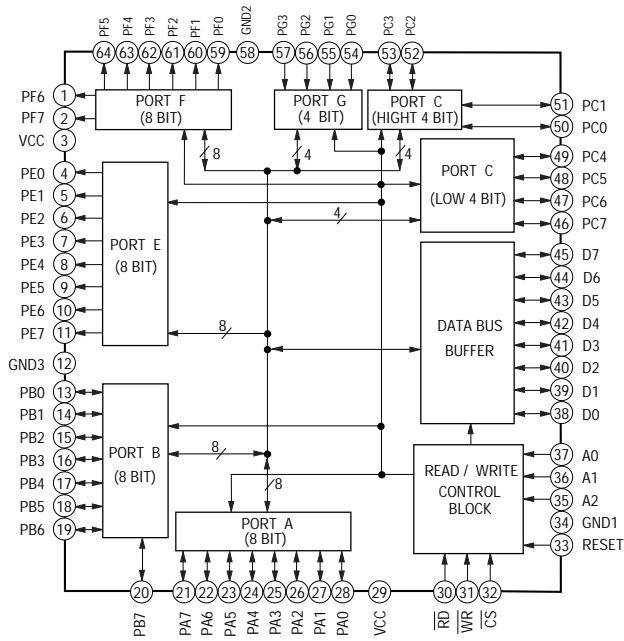 PF5 PF4 PF3 PF2 PF1 PF0 GND2 PG3 PG2 PG1 PG0 PC3 PC2
64 63 62 61 60 59 58 57 56 55 54 53 52
PF6 1
PF7 2
VCC 3
PE0 4
PE1 5
PE2 6
PE3 7
PE4 8
PE5 9
PE6 10
PE7 11
GND3 12
PB0 13
PB1 14
PB2 15
PB3 16
PB4 17
PB5 18
PB6 19
PORT F
(8 BIT)
PORT G
(4 BIT)
PORT C
(HIGHT 4 BIT)
8
4
4
PORT C
(LOW 4 BIT)
4
PORT E
(8 BIT)
8
DATA BUS
BUFFER
PORT B
(8 BIT)
8
8
READ / WRITE
CONTROL
BLOCK
PORT A
(8 BIT)
51 PC1
50 PC0
49 PC4
48 PC5
47 PC6
46 PC7
45 D7
44 D6
43 D5
42 D4
41 D3
40 D2
39 D1
38 D0
37 A0
36 A1
35 A2
34 GND1
33 RESET
20 21 22 23 24 25 26 27 28 29 30 31 32
PB7 PA7 PA6 PA5 PA4 PA3 PA2 PA1 PA0 VCC RD WR CS